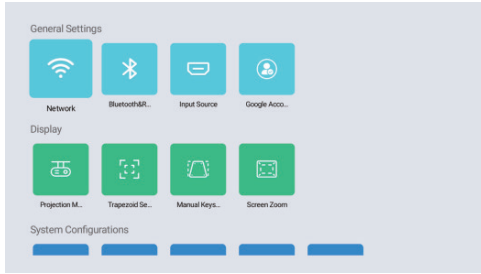 General Settings
Network
Bluetooth&R...
Input Source
Google Acco...
Display
Projection M...
Trapezoid Se...
Manual Keys...
Screen Zoom
System Configurations